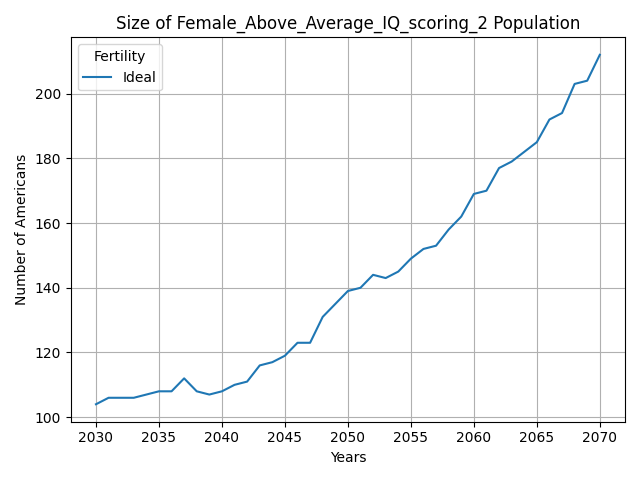 Size of Female_Above_Average_IQ_scoring_2 Population
Fertility
Ideal
Number of Americans
200
180
160
140
120
100
2030 2035 2040 2045 2050 2055 2060 2065 2070
Years